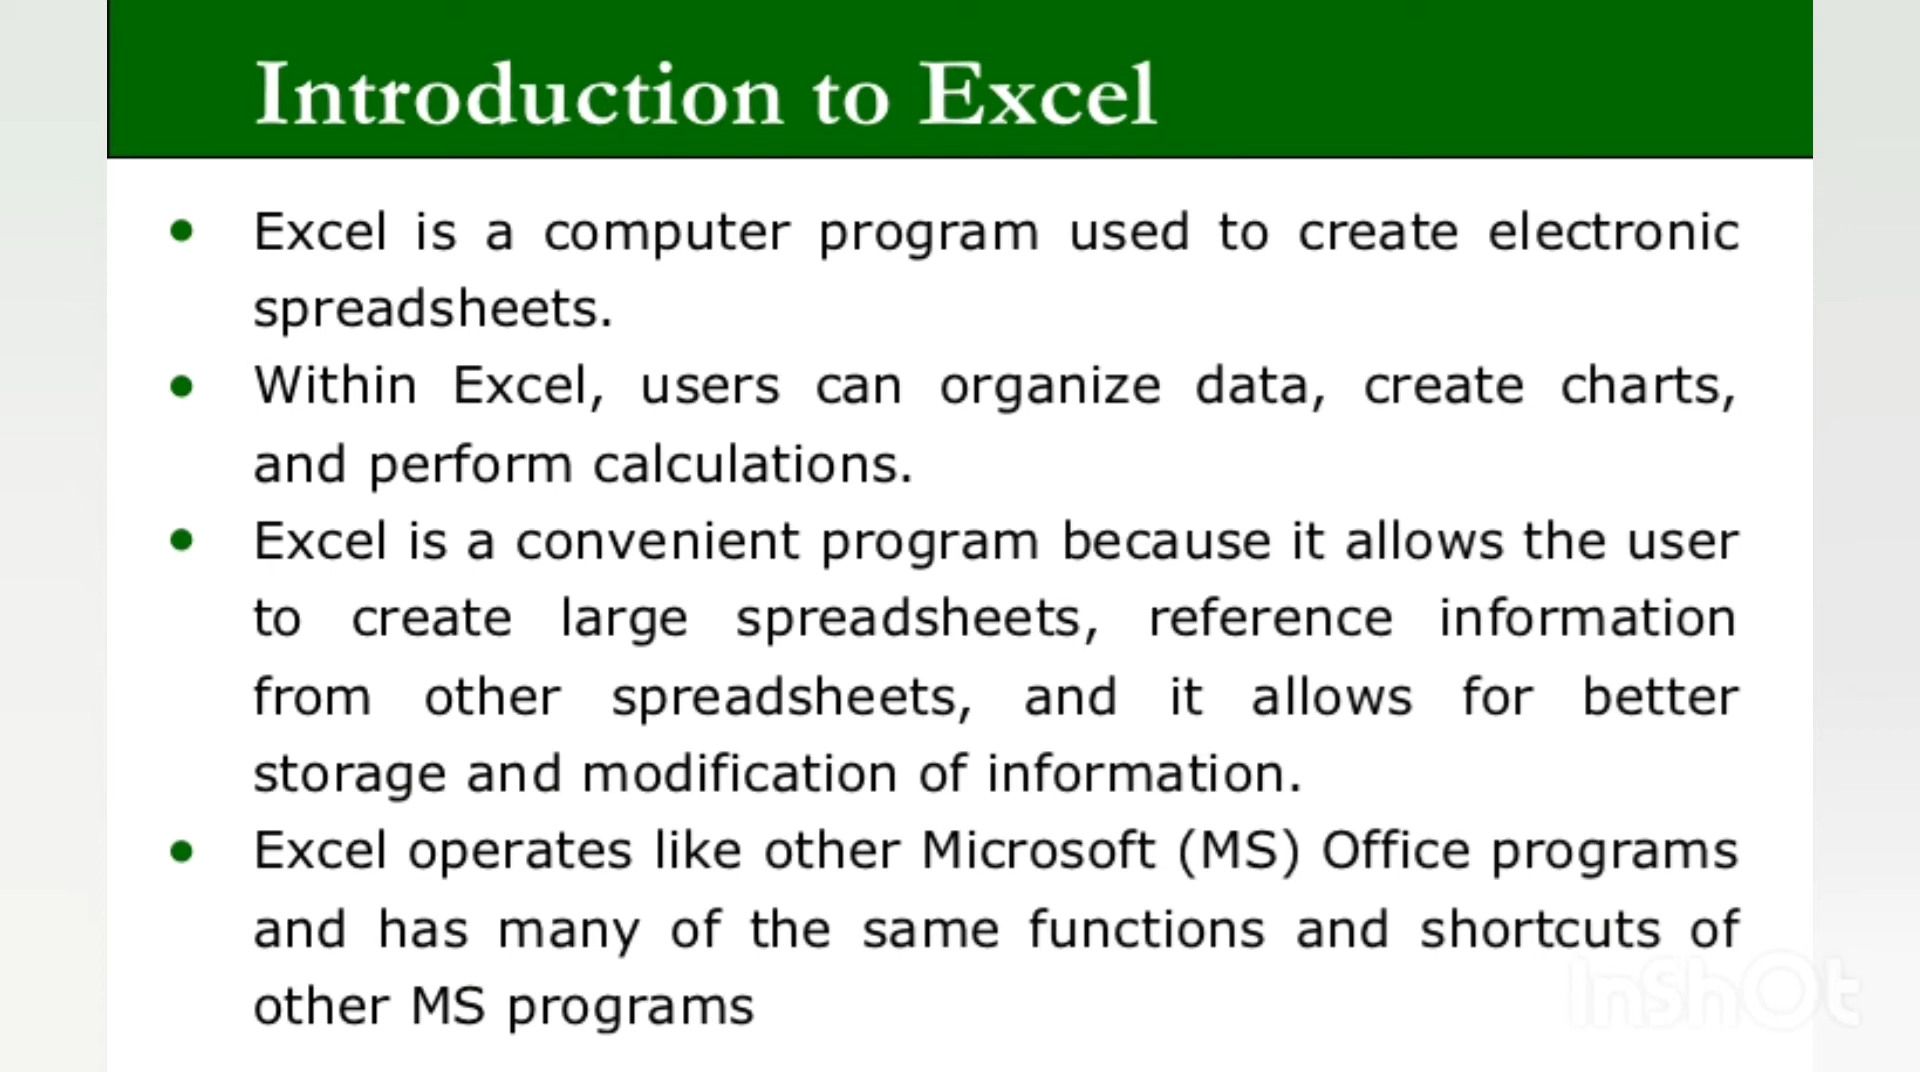 Introduction to Excel
• Excel is a computer program used to create electronic
spreadsheets.
• Within Excel, users can organize data, create charts,
and perform calculations.
• Excel is a convenient program because it allows the user
to create large spreadsheets, reference information
from other spreadsheets, and it allows for better
storage and modification of information.
• Excel operates like other Microsoft (MS) Office programs
and has many of the same functions and shortcuts of
other MS programs
InShOt